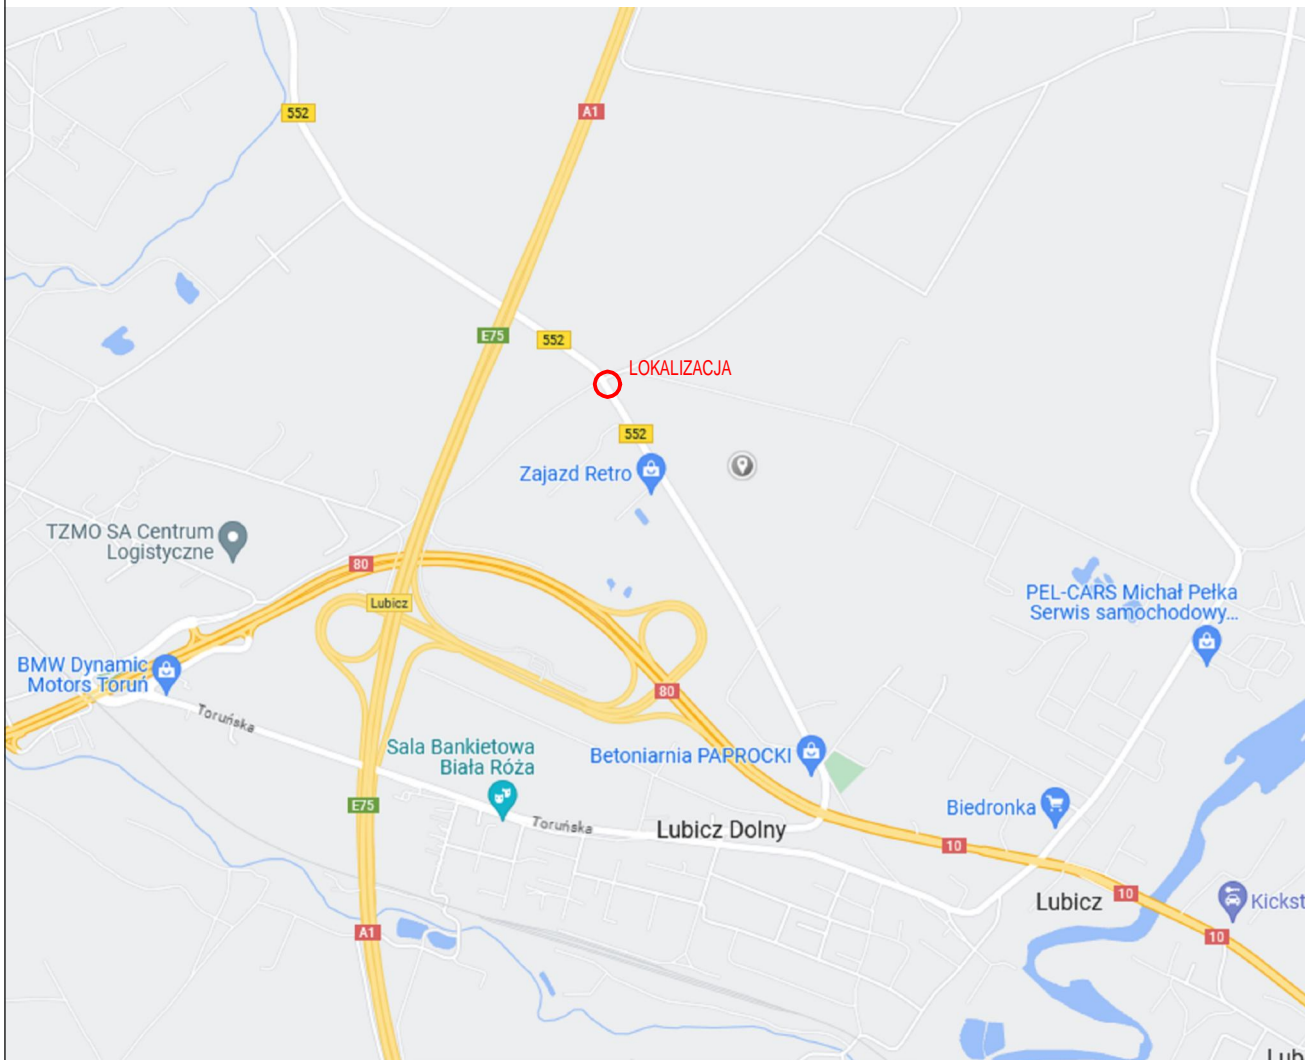 552
A1
E75
552
LOKALIZACJA
552
Zajazd Retro
TZMO SA Centrum
Logistyczne
80
Lubicz
PEL-CARS Michał Pełka
Serwis samochodowy...
BMW Dynamic
Motors Toruń
80
Toruńska
Sala Bankietowa
Biała Róża
Betoniarnia PAPROCKI
E75
Biedronka
Toruńska
Lubicz Dolny
10
10
Lubicz
Kickst
A1
10
Lub